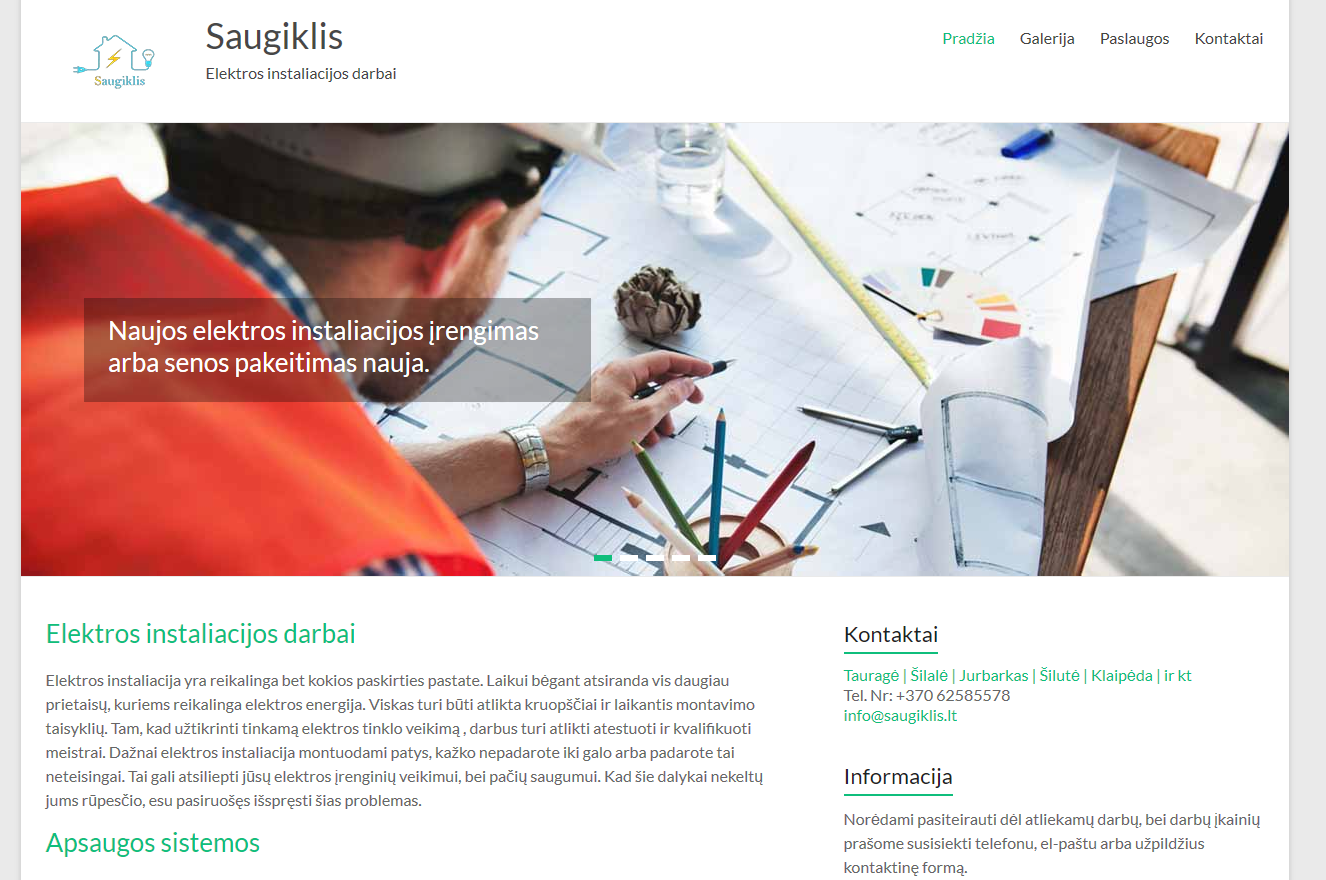 Saugiklis
Saugiklis
Elektros instaliacijos darbai
Pradžia
Galerija
Paslaugos
Kontaktai
Naujos elektros instaliacijos įrengimas
arba senos pakeitimas nauja.
Elektros instaliacijos darbai
Elektros instaliacija yra reikalinga bet kokios paskirties pastate. Laikui bėgant atsiranda vis daugiau
prietaisų, kuriems reikalinga elektros energija. Viskas turi būti atlikta kruopščiai ir laikantis montavimo
taisyklių. Tam, kad užtikrinti tinkamą elektros tinklo veikimą , darbus turi atlikti atestuoti ir kvalifikuoti
meistrai. Dažnai elektros instaliacija montuodami patys, kažko nepadarote iki galo arba padarote tai
neteisingai. Tai gali atsiliepti jūsų elektros įrenginių veikimui, bei pačių saugumui. Kad šie dalykai nekeltų
jums rūpesčio, esu pasiruošęs išspręsti šias problemas.
Apsaugos sistemos
Kontaktai
Tauragė | Šilalė | Jurbarkas | Šilutė | Klaipėda | ir kt
Tel. Nr: +370 62585578
info@saugiklis.lt
Informacija
Norėdami pasiteirauti dėl atliekamų darbų, bei darbų įkainių
prašome susisiekti telefonu, el-paštu arba užpildžius
kontaktinę formą.